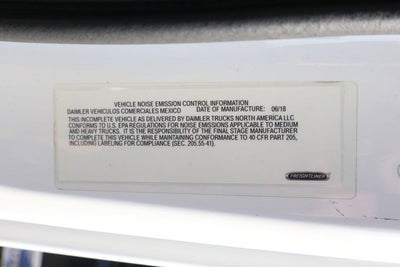 VEHICLE NOISE EMISSION CONTROL INFORMATION
DAIMLER VEHICULOS COMERCIALES MEXICO DATE OF MANUFACTURE: 06/18
THIS INCOMPLETE VEHICLE AS DELIVERED BY DAIMLER TRUCKS NORTH AMERICA LLC
CONFORMS TO U.S. EPA REGULATIONS FOR NOISE EMISSIONS APPLICABLE TO MEDIUM
AND HEAVY TRUCKS. IT IS THE RESPONSIBILITY OF THE FINAL STAGE MANUFACTURER
TO COMPLETE THIS VEHICLE WHILE MAINTAINING CONFORMANCE TO 40 CFR PART 205,
INCLUDING LABELING FOR COMPLIANCE (SEC. 205.55-41).
FREIGHTLINER